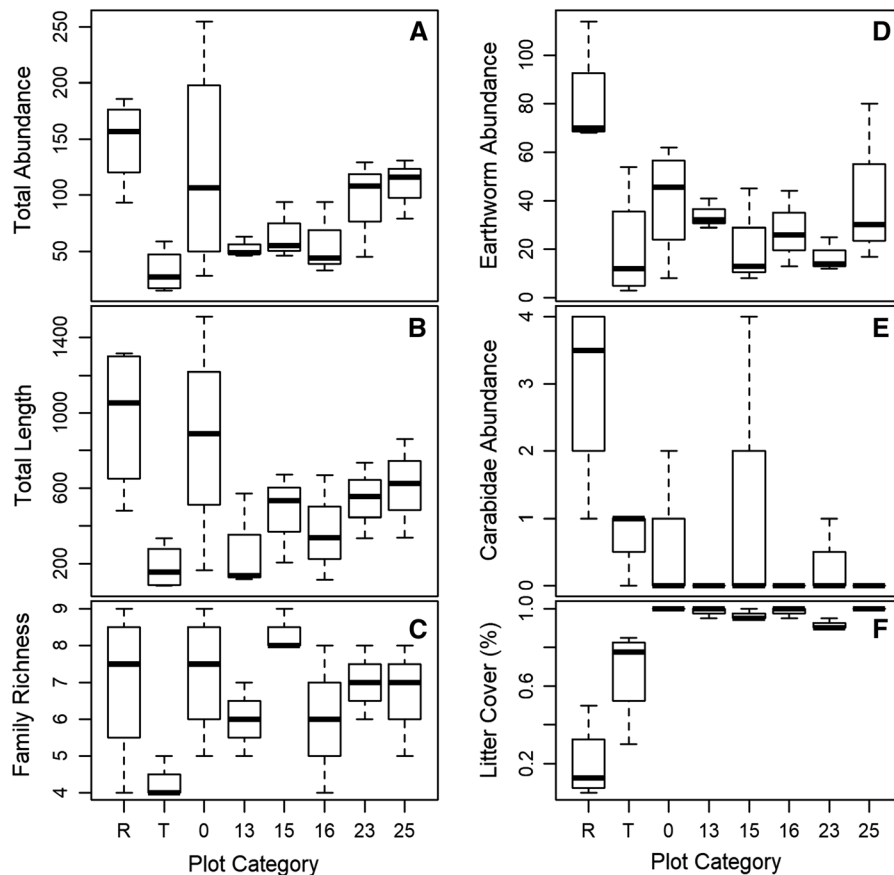 A
Total Abundance
250
200
150
100
50
B
Total Length
1400
1000
600
200
C
Family Richness
9
8
7
6
5
4
R T 0 13 15 16 23 25
Plot Category
D
Earthworm Abundance
100
80
60
40
20
0
E
Carabidae Abundance
4
3
2
1
0
F
Litter Cover (%)
1.0
0.6
0.2
R T 0 13 15 16 23 25
Plot Category